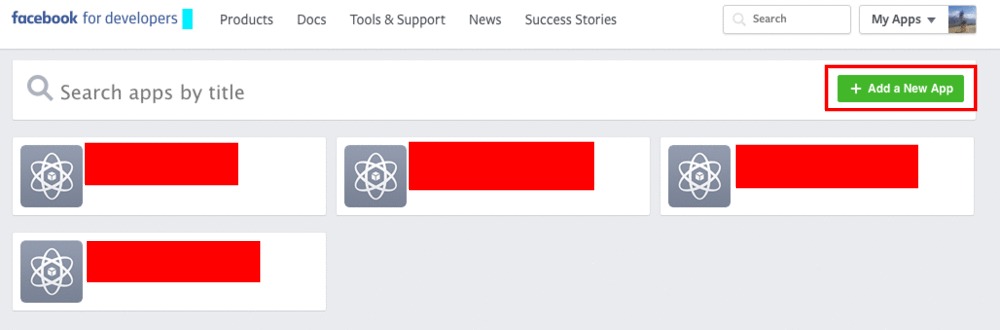 facebook for developers Products Docs Tools & Support News Success Stories Search My Apps
Search apps by title + Add a New App